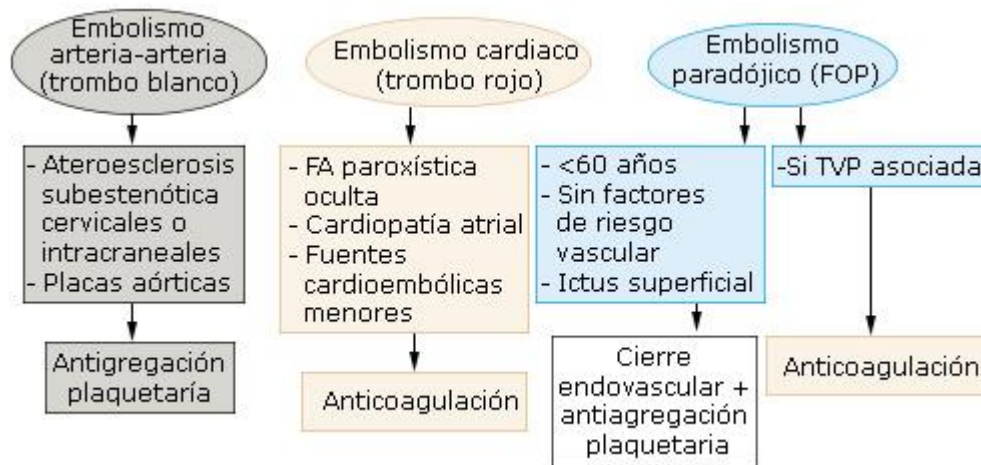 Embolismo
arteria-arteria
(trombo blanco)
- Ateroesclerosis
subestenótica
cervicales o
intracraneales
- Placas aórticas
Antigregación
plaquetaría
Embolismo cardiaco
(trombo rojo)
- FA paroxística
oculta
- Cardiopatía atrial
- Fuentes
cardioembólicas
menores
Anticoagulación
Embolismo
paradójico (FOP)
- <60 años
- Sin factores
de riesgo
vascular
- Ictus superficial
Cierre
endovascular +
antiagregación
plaquetaria
-Si TVP asociada
Anticoagulación